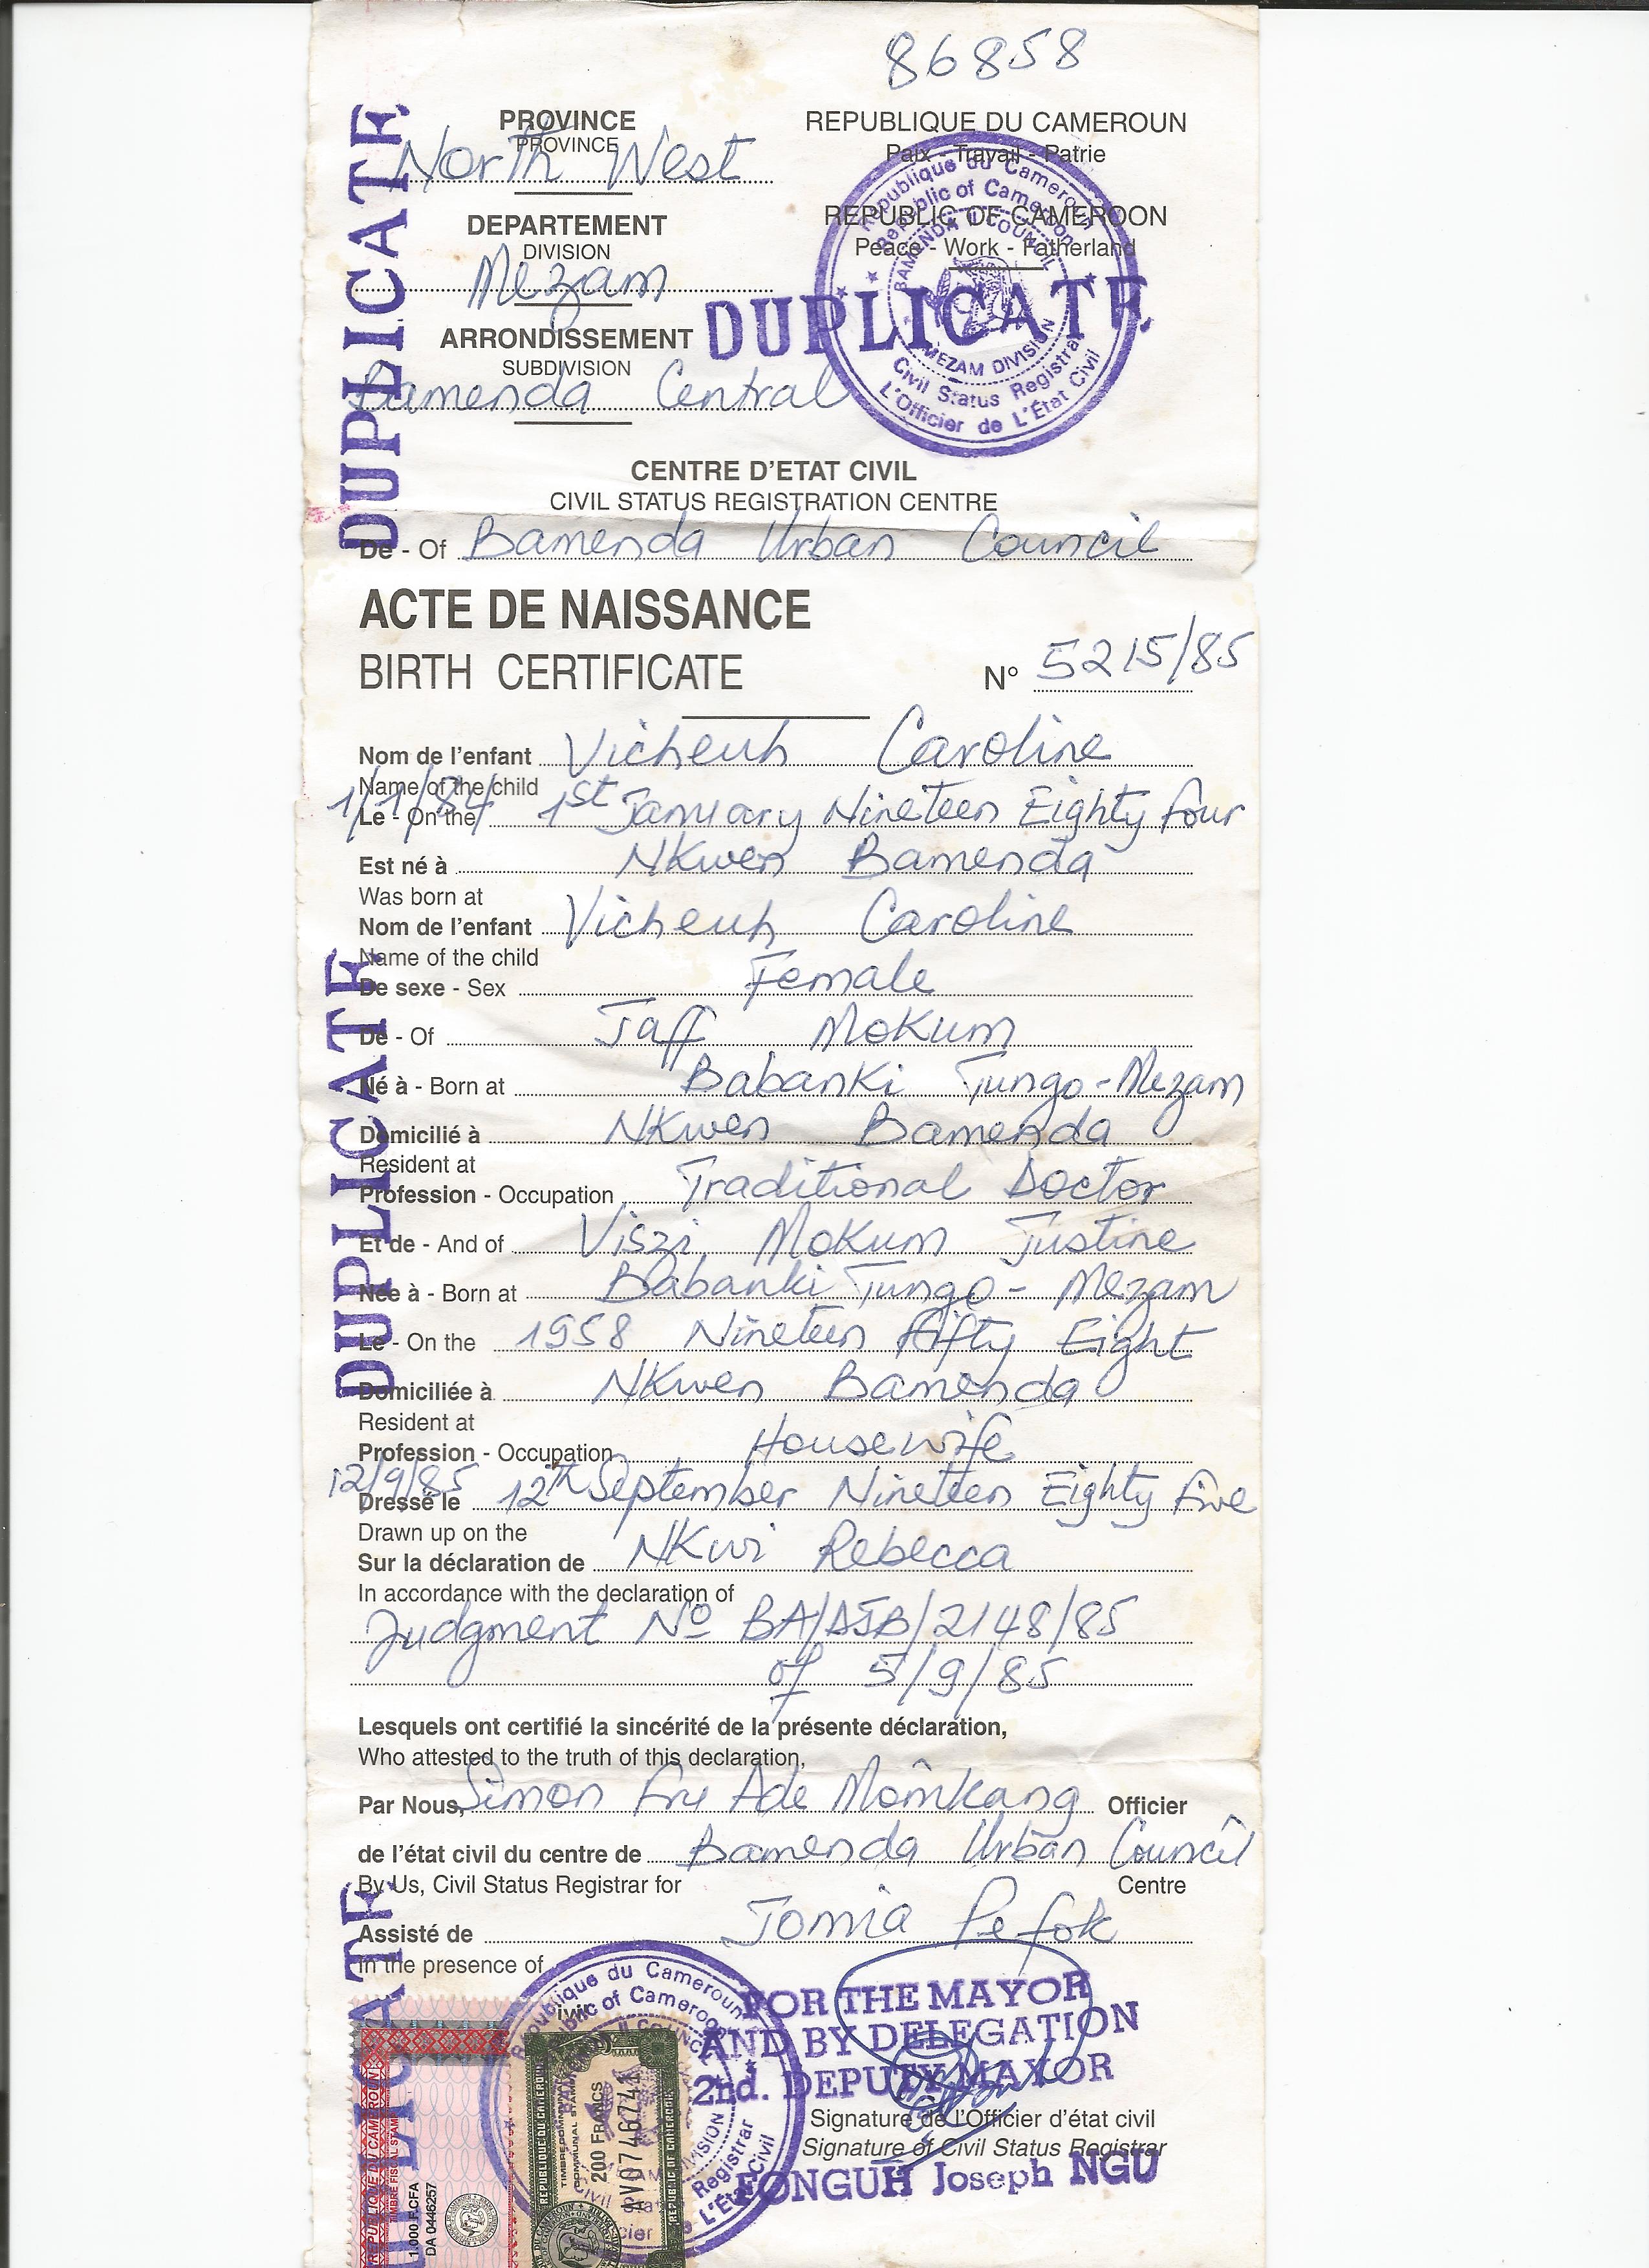 86858
PROVINCE
PROVINCE
North West
DEPARTEMENT
DIVISION
Mezam
ARRONDISSEMENT
SUBDIVISION
Bamenda Central
REPUBLIQUE DU CAMEROUN
Paix - Travail - Patrie
REPUBLIC OF CAMEROON
Peace - Work - Fatherland
République du Cameroun
Republic of Cameroon
BAMENDA II COUNCIL
MEZAM DIVISION
Civil Status Registrar
L'Officier de L'État Civil
DUPLICATE
DUPLICATE
CENTRE D'ETAT CIVIL
CIVIL STATUS REGISTRATION CENTRE
De - Of Bamenda Urban Council
ACTE DE NAISSANCE
BIRTH CERTIFICATE N° 5215/85
Nom de l'enfant Vicheuh Caroline
Name of the child
1/1/84 Le - On the 1st January Nineteen Eighty four
Est né à NKwen Bamenda
Was born at
Nom de l'enfant Vicheuh Caroline
Name of the child
De sexe - Sex Female
De - Of Taff Mokum
Né à - Born at Babanki Tungo-Mezam
Domicilié à NKwen Bamenda
Resident at
Profession - Occupation Traditional Doctor
Et de - And of Viszi Mokum Justine
Née à - Born at Babanki Tungo - Mezam
Le - On the 1958 Nineteen fifty Eight
Domiciliée à NKwen Bamenda
Resident at
Profession - Occupation Housewife
DUPLICATE
12/9/85 Dressé le 12th September Nineteen Eighty five
Drawn up on the
Sur la déclaration de NKwi Rebecca
In accordance with the declaration of
Judgment No BA/DJB/2148/85
of 5/9/85
Lesquels ont certifié la sincérité de la présente déclaration,
Who attested to the truth of this declaration,
Par Nous, Simon Fru Ade Momkang Officier
de l'état civil du centre de Bamenda Urban Council
By Us, Civil Status Registrar for Centre
Assisté de Tomia Pefok
In the presence of
FOR THE MAYOR
AND BY DELEGATION
2nd. DEPUTY MAYOR
Signature de l'Officier d'état civil
Signature of Civil Status Registrar
FONGUH Joseph NGU
République du Cameroun
Republic of Cameroon
Registrar
L'État Civil
REPUBLIQUE DU CAMEROUN
TIMBRE FISCAL STAMP
1.000 F.CFA
DA 0446257
REPUBLIQUE DU CAMEROUN
200 FRANCS
V0746741
REPUBLIC OF CAMEROON